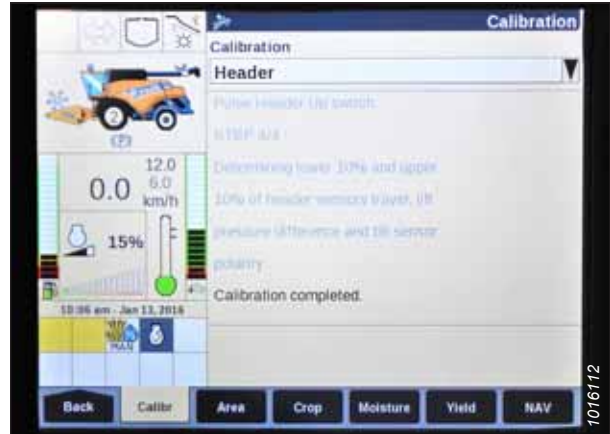 Calibration
Calibration
Header
Pulse Header Up switch.
STEP 4/4
Determining lower 10% and upper
10% of header sensors travel, lift
pressure difference and tilt sensor
polarity
Calibration completed.
2
(P)
12.0
6.0
0.0
km/h
15%
10:06 am - Jan 13, 2016
MAN
Back
Calibr
Area
Crop
Moisture
Yield
NAV
1016112